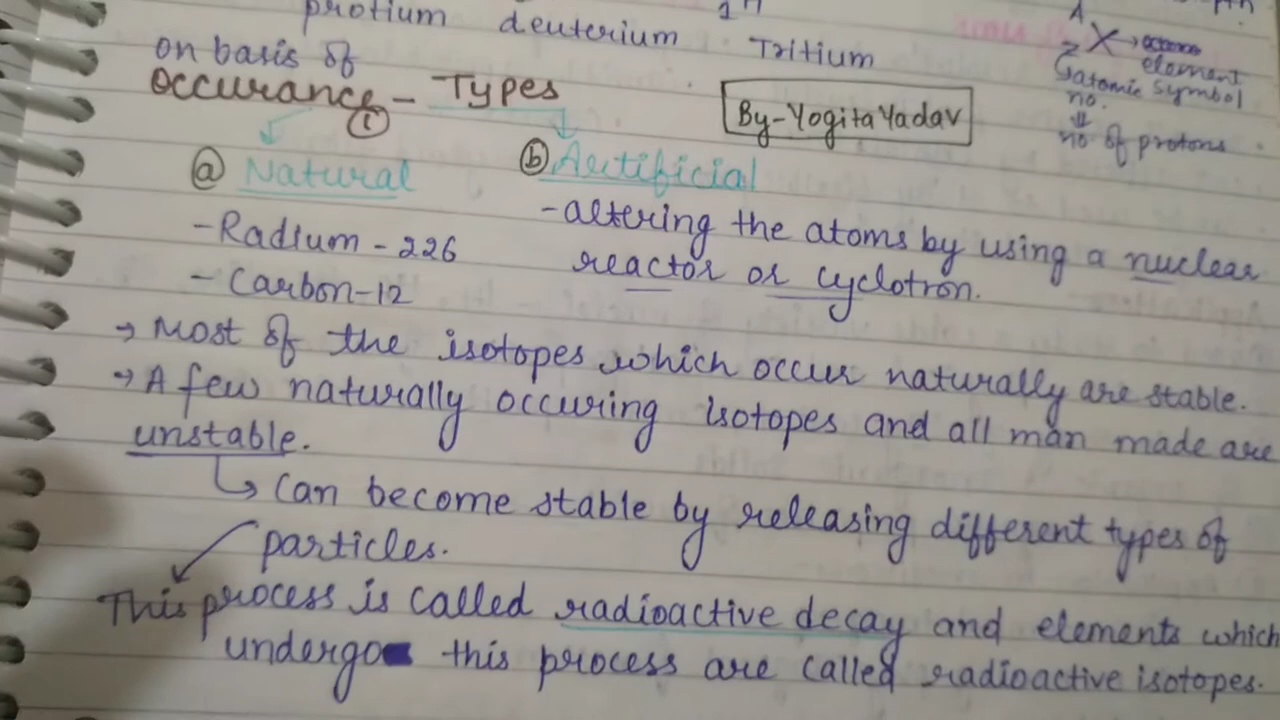 protium deuterium Tritium
1
A
Z X → element
atomic symbol
no.
⇓
no of protons
on basis of
occurance - Types
①
By-Yogita Yadav
ⓐ Natural
-Radium-226
- Carbon-12
ⓑ Artificial
-altering the atoms by using a nuclear
reactor or cyclotron.
→ Most of the isotopes which occur naturally are stable.
→ A few naturally occuring isotopes and all man made are
unstable.
↳ can become stable by releasing different types of
particles.
This process is called radioactive decay and elements which
undergo this process are called radioactive isotopes.